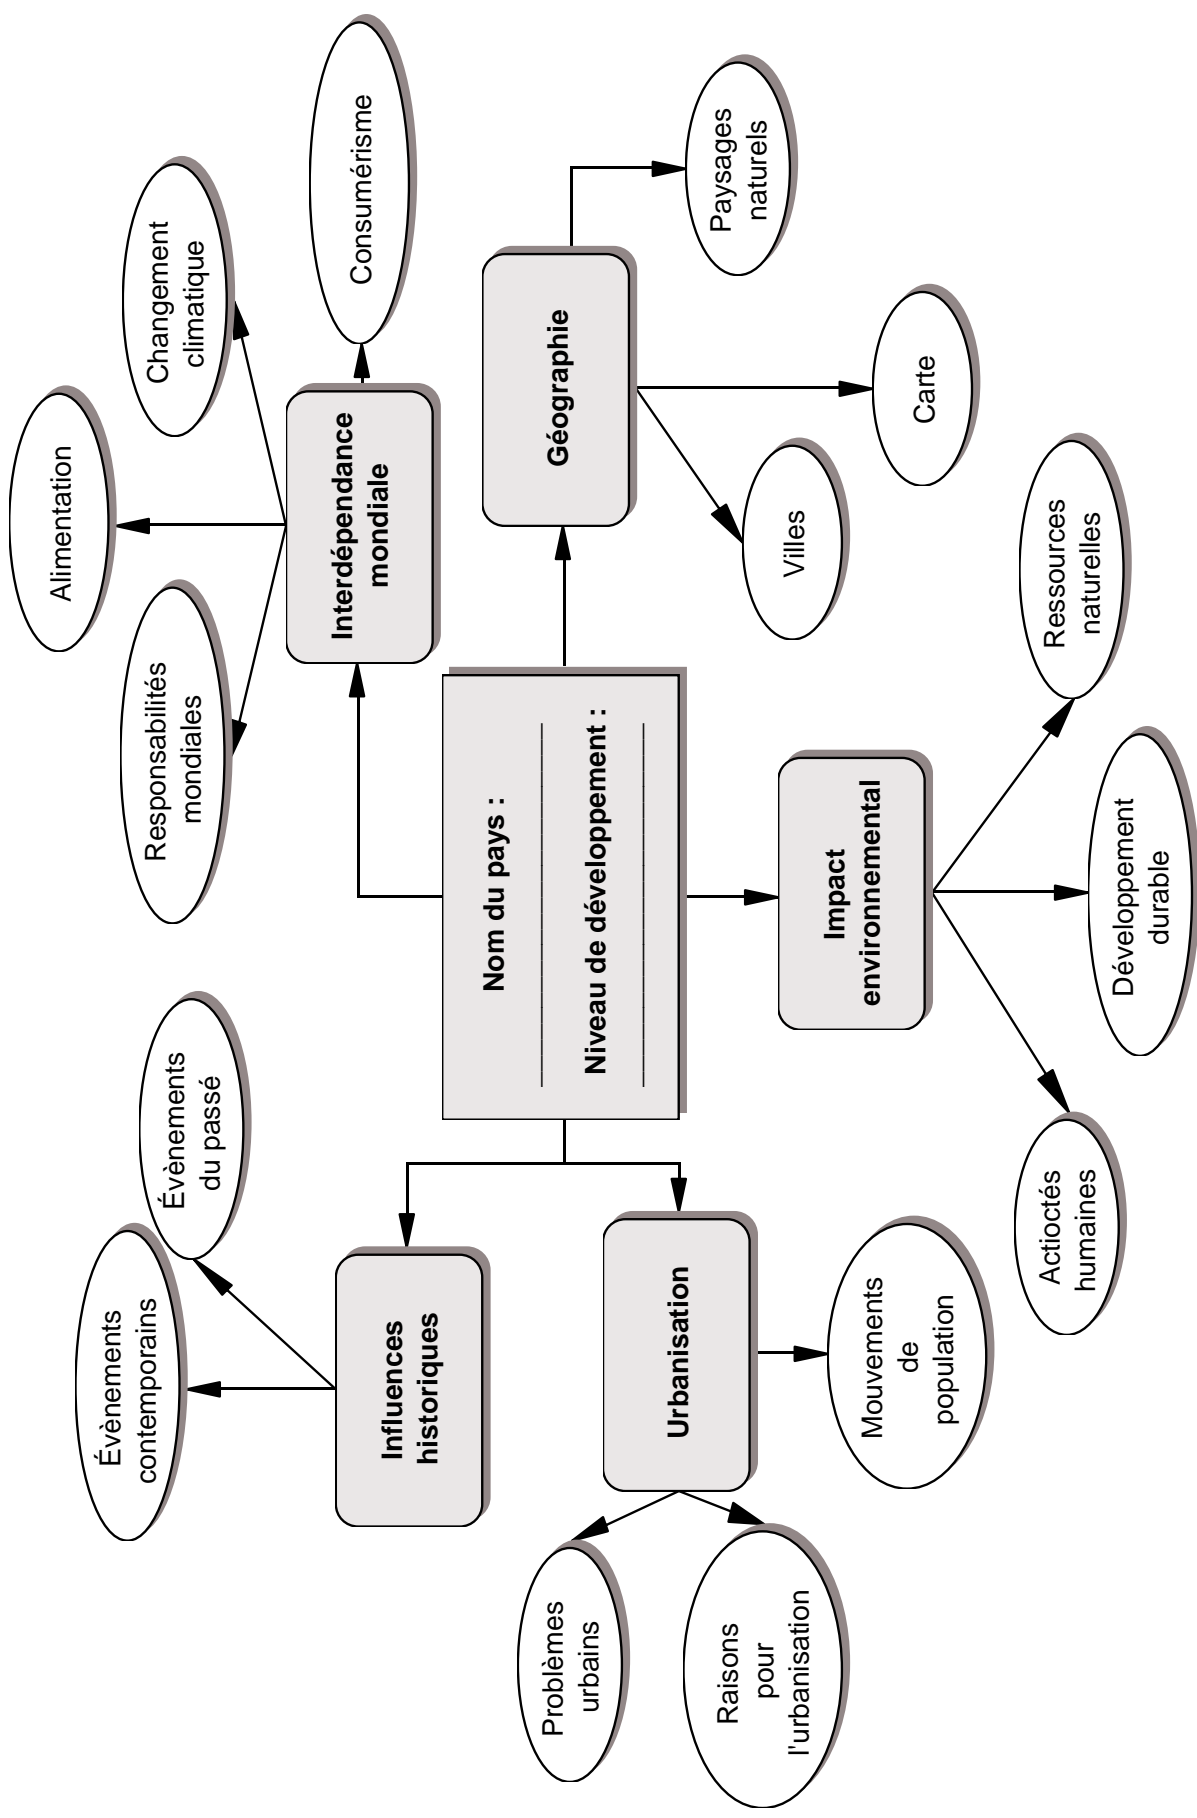 Alimentation
Responsabilités
mondiales
Changement
climatique
Consumérisme
Interdépendance
mondiale
Évènements
contemporains
Évènements
du passé
Influences
historiques
Nom du pays :
Niveau de développement :
Géographie
Paysages
naturels
Villes
Carte
Urbanisation
Problèmes
urbains
Raisons
pour
l'urbanisation
Mouvements
de
population
Impact
environnemental
Actioctés
humaines
Développement
durable
Ressources
naturelles